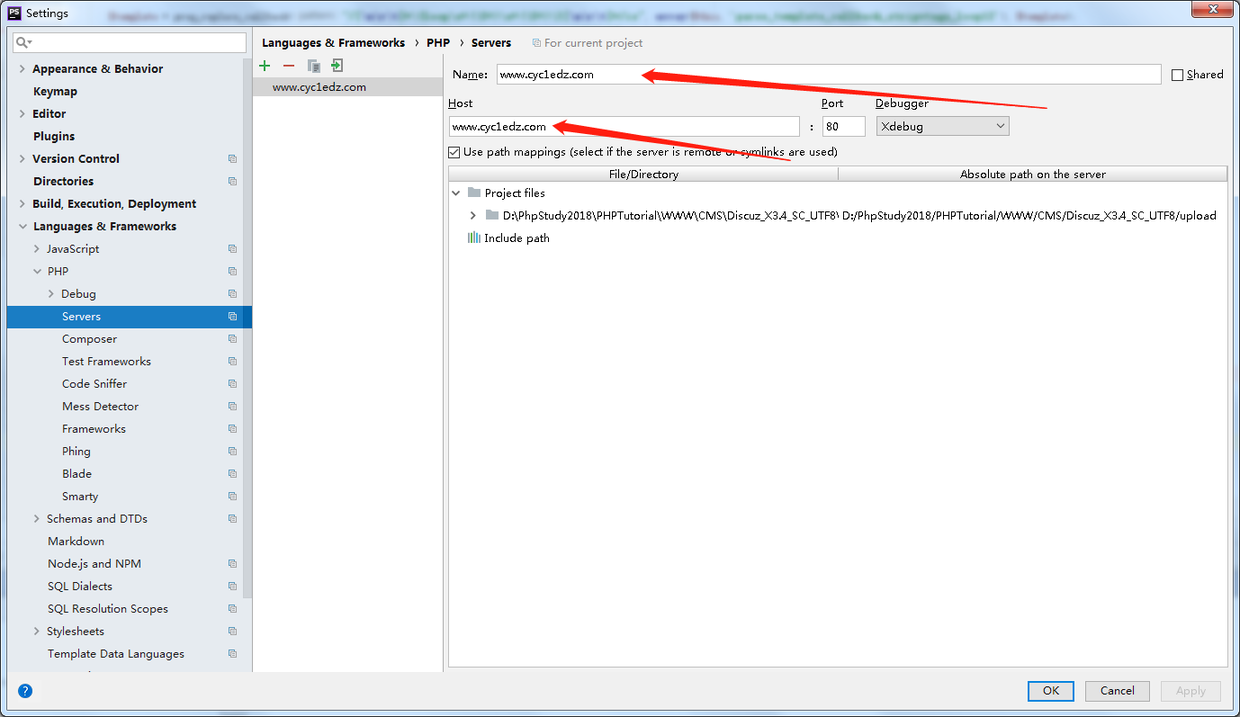 PS Settings
Languages & Frameworks › PHP › Servers For current project
Appearance & Behavior
Keymap
Editor
Plugins
Version Control
Directories
Build, Execution, Deployment
Languages & Frameworks
JavaScript
PHP
Debug
Servers
Composer
Test Frameworks
Code Sniffer
Mess Detector
Frameworks
Phing
Blade
Smarty
Schemas and DTDs
Markdown
Node.js and NPM
SQL Dialects
SQL Resolution Scopes
Stylesheets
Template Data Languages
www.cyc1edz.com
Name: www.cyc1edz.com Shared
Host Port Debugger
www.cyc1edz.com : 80 Xdebug
Use path mappings (select if the server is remote or symlinks are used)
File/Directory Absolute path on the server
Project files
D:\PhpStudy2018\PHPTutorial\WWW\CMS\Discuz_X3.4_SC_UTF8\ D:/PhpStudy2018/PHPTutorial/WWW/CMS/Discuz_X3.4_SC_UTF8/upload
Include path
? OK Cancel Apply